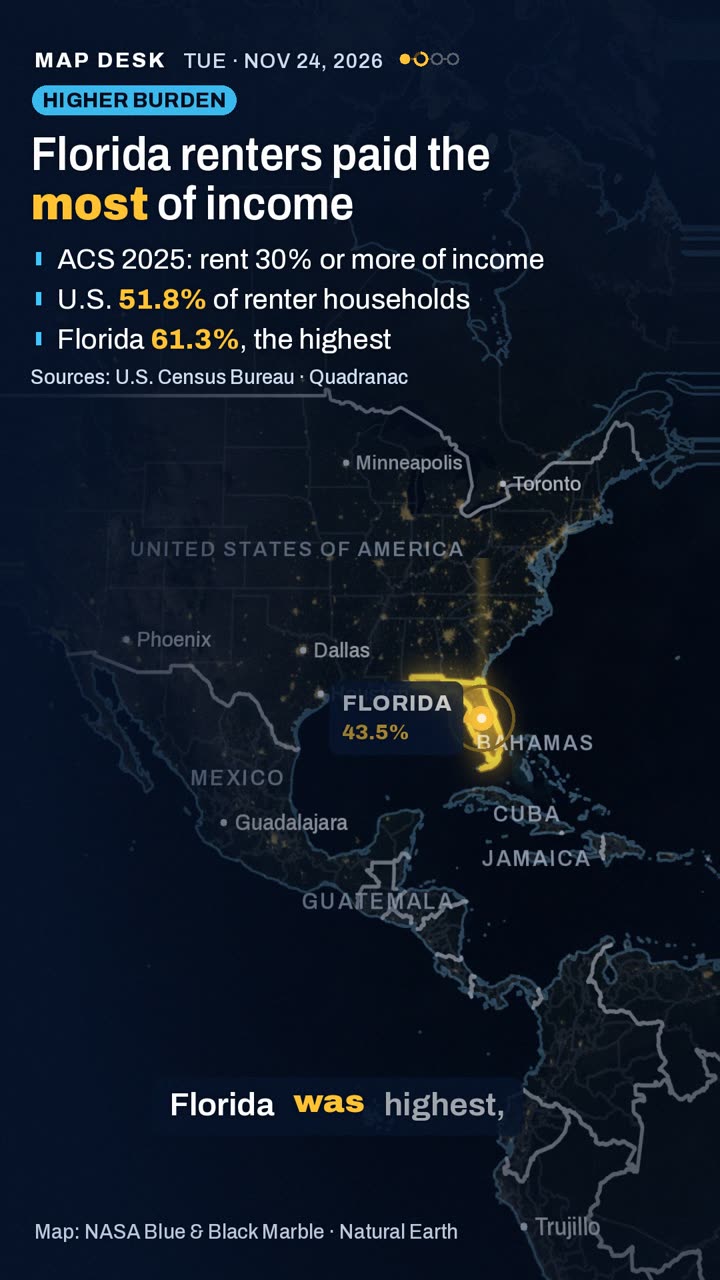 MAP DESK TUE · NOV 24, 2026
HIGHER BURDEN
Florida renters paid the
most of income
ACS 2025: rent 30% or more of income
U.S. 51.8% of renter households
Florida 61.3%, the highest
Sources: U.S. Census Bureau · Quadranac
Minneapolis
Toronto
UNITED STATES OF AMERICA
Phoenix
Dallas
FLORIDA
43.5%
BAHAMAS
MEXICO
CUBA
Guadalajara
JAMAICA
GUATEMALA
Florida was highest,
Trujillo
Map: NASA Blue & Black Marble · Natural Earth